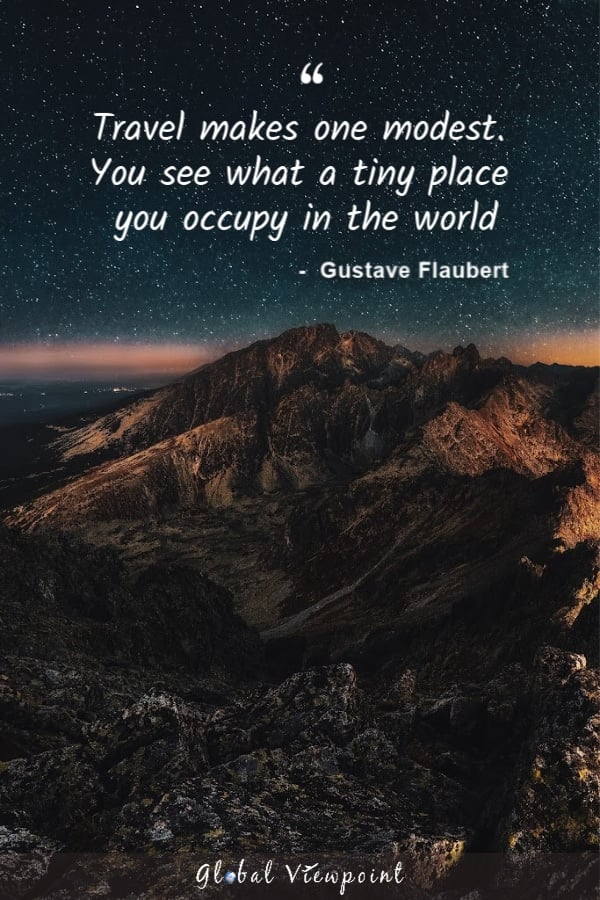 “
Travel makes one modest.
You see what a tiny place
you occupy in the world
- Gustave Flaubert
Global Viewpoint